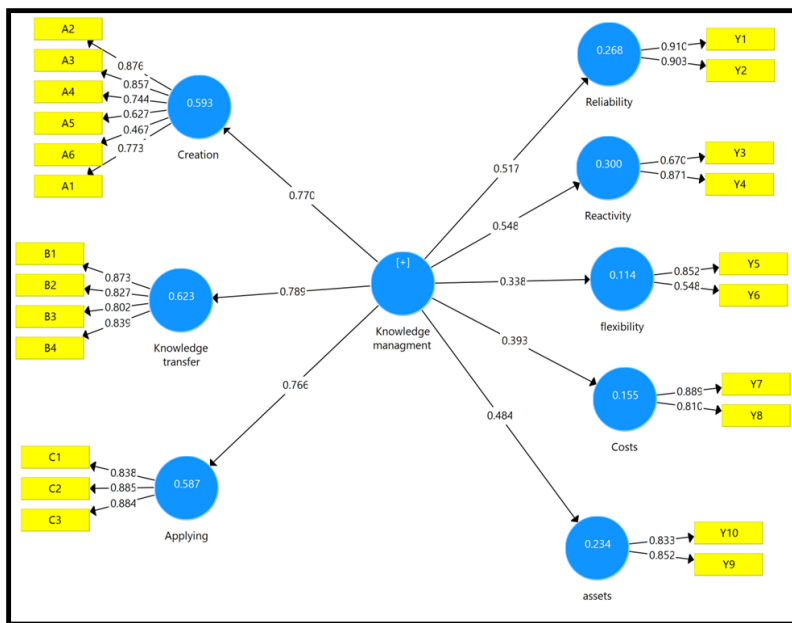 A2
A3
A4
A5
A6
A1
0.876
0.857
0.744
0.627
0.467
0.773
0.593
Creation
0.770
B1
B2
B3
B4
0.873
0.827
0.802
0.839
0.623
Knowledge
transfer
0.789
C1
C2
C3
0.838
0.885
0.884
0.587
Applying
0.766
[+]
Knowledge
managment
0.517
0.268
Reliability
0.910
0.903
Y1
Y2
0.548
0.300
Reactivity
0.670
0.871
Y3
Y4
0.338
0.114
flexibility
0.852
0.548
Y5
Y6
0.393
0.155
Costs
0.889
0.810
Y7
Y8
0.484
0.234
assets
0.833
0.852
Y10
Y9